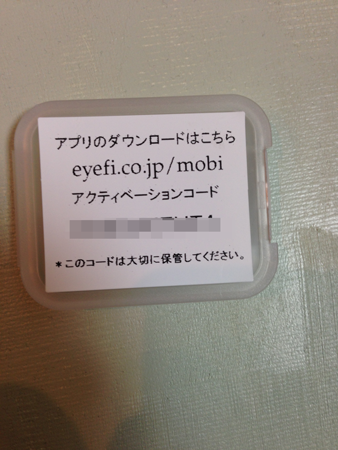 アプリのダウンロードはこちら
eyefi.co.jp/mobi
アクティベーションコード
*このコードは大切に保管してください。